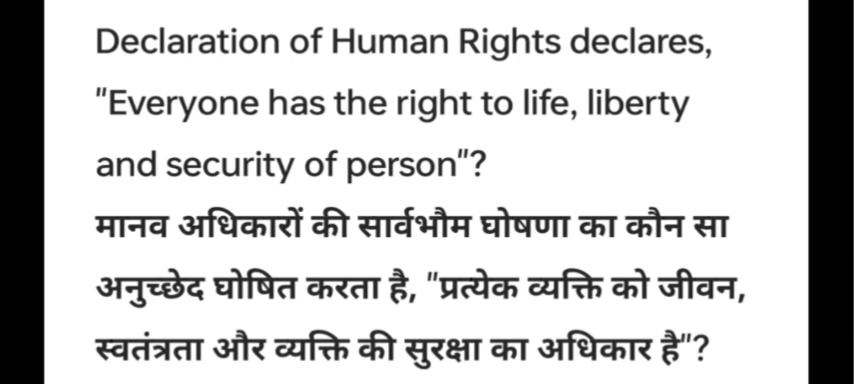 Declaration of Human Rights declares,
"Everyone has the right to life, liberty
and security of person"?
मानव अधिकारों की सार्वभौम घोषणा का कौन सा
अनुच्छेद घोषित करता है, "प्रत्येक व्यक्ति को जीवन,
स्वतंत्रता और व्यक्ति की सुरक्षा का अधिकार है"?